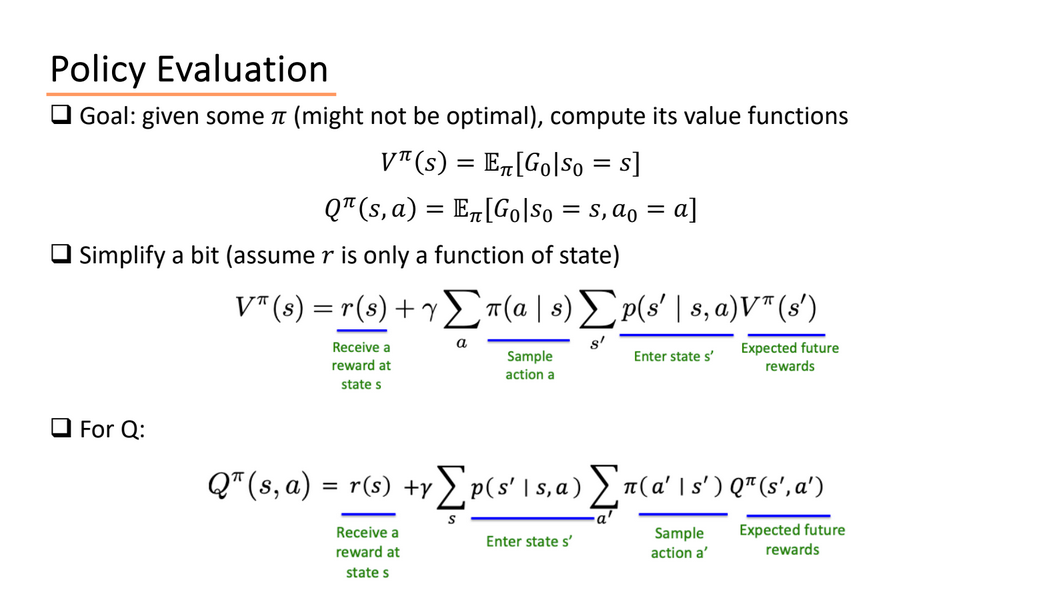 Policy Evaluation
❑ Goal: given some π (might not be optimal), compute its value functions
V^π(s) = 𝔼_π[G_0|s_0 = s]
Q^π(s, a) = 𝔼_π[G_0|s_0 = s, a_0 = a]
❑ Simplify a bit (assume r is only a function of state)
V^π(s) = r(s) + γ ∑_a π(a | s) ∑_{s'} p(s' | s, a)V^π(s')
Receive a reward at state s
Sample action a
Enter state s'
Expected future rewards
❑ For Q:
Q^π(s, a) = r(s) +γ ∑_s p(s' | s, a) ∑_{a'} π(a' | s') Q^π(s', a')
Receive a reward at state s
Enter state s'
Sample action a'
Expected future rewards